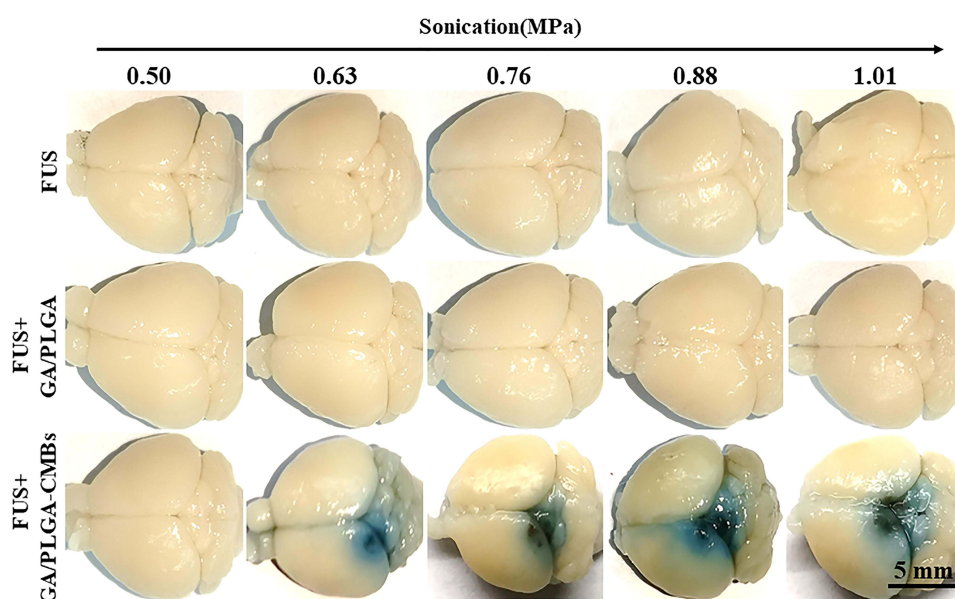 Sonication(MPa)
0.50 0.63 0.76 0.88 1.01
FUS
FUS+
GA/PLGA
FUS+
GA/PLGA-CMBs
5 mm